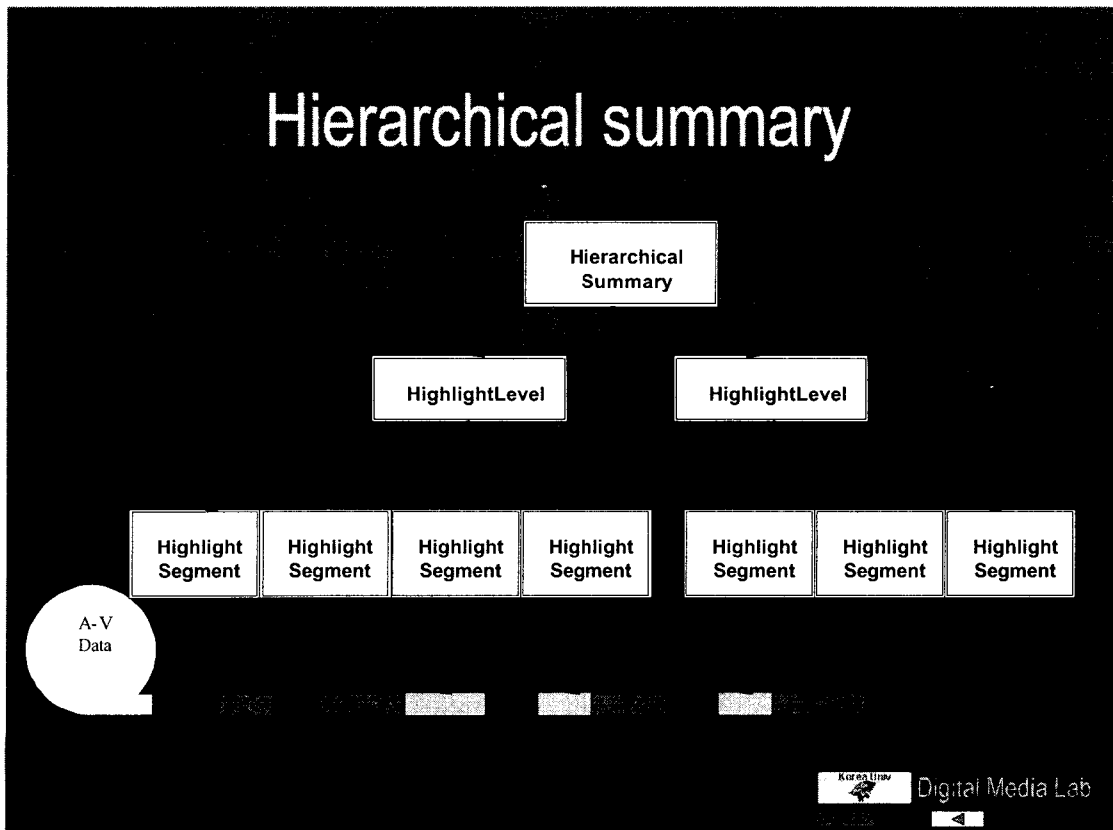 Hierarchical summary
Hierarchical
Summary
HighlightLevel
HighlightLevel
Highlight
Segment
Highlight
Segment
Highlight
Segment
Highlight
Segment
Highlight
Segment
Highlight
Segment
Highlight
Segment
A-V
Data
Korea Univ
Digital Media Lab